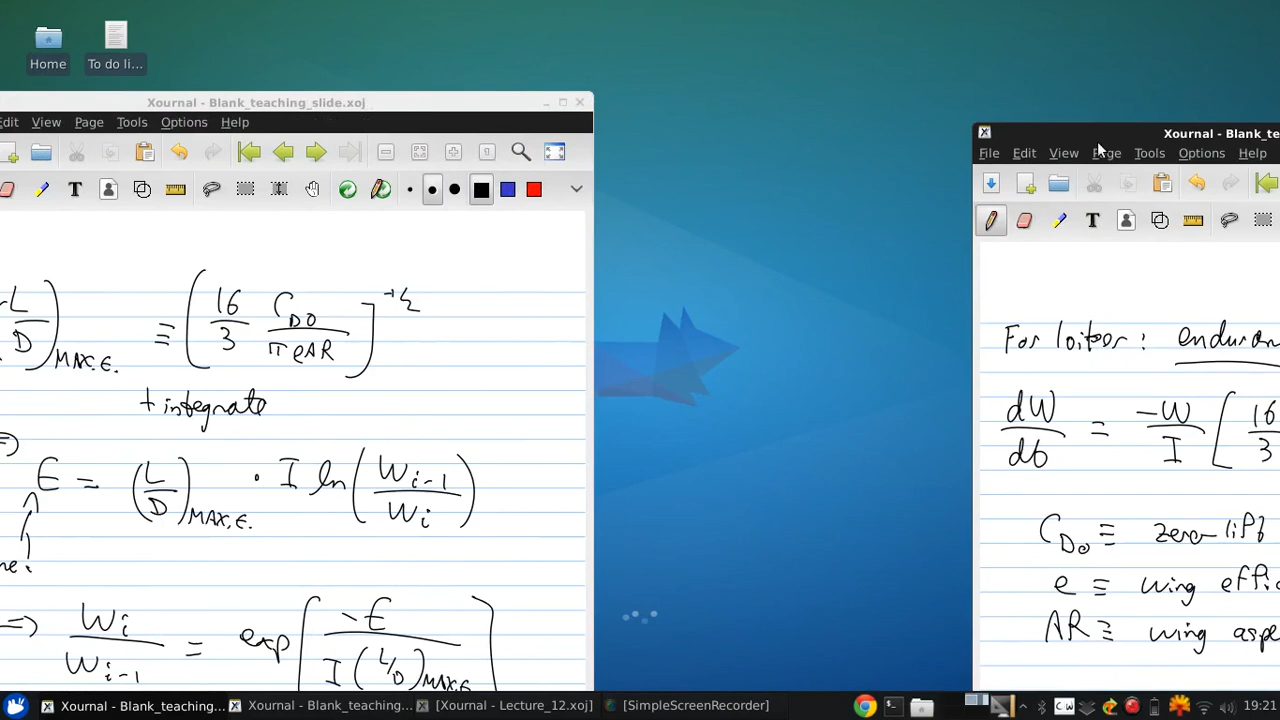 Home
To do li...
Xournal - Blank_teaching_slide.xoj
Edit View Page Tools Options Help
(L/D)MAX.E. ≡ (16/3 CD0/πeAR]^-1/2
+ integrate
=>
E = (L/D)MAX.E. · I ln(Wi-1/Wi)
=> Wi/Wi-1 = exp[-E/I(L/D)MAX.E
Xournal - Blank_te
File Edit View Page Tools Options Help
For loiter : enduran
dW/dt = -W/I [16/3
CD0 ≡ zero-lift
e ≡ wing effic
AR ≡ wing aspe
Xournal - Blank_teaching...
Xournal - Blank_teaching...
[Xournal - Lecture_12.xoj]
[SimpleScreenRecorder]
19:21